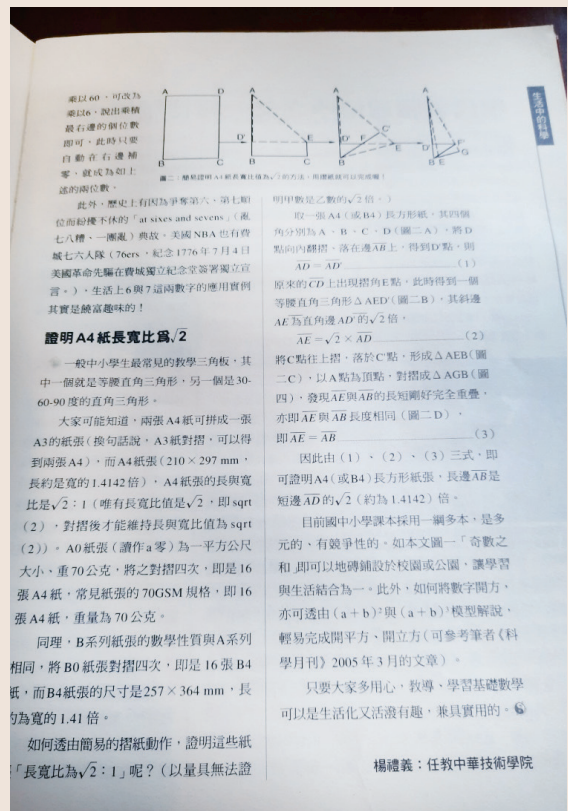 乘以60，可改為
乘以6，說出乘積
最右邊的個位數
即可，此時只要
自動在右邊補
零，就成為如上
述的兩位數。
此外，歷史上有因為爭奪第六、第七順
位而紛擾不休的「at sixes and sevens」（亂
七八糟、一團亂）典故，美國NBA也有費
城七六人隊（76ers，紀念1776年7月4日
美國革命先驅在費城獨立紀念堂簽署獨立宣
言。），生活上6與7這兩數字的應用實例
其實是饒富趣味的！
證明A4紙長寬比為√2
一般中小學生最常見的教學三角板，其
中一個就是等腰直角三角形，另一個是30-
60-90度的直角三角形。
大家可能知道，兩張A4紙可拼成一張
A3的紙張（換句話說，A3紙對摺，可以得
到兩張A4），而A4紙張（210×297 mm，
長約是寬的1.4142倍），A4紙張的長與寬
比是√2：1（唯有長寬比值是√2，即sqrt
（2），對摺後才能維持長與寬比值為sqrt
（2））。A0紙張（讀作a零）為一平方公尺
大小、重70公克，將之對摺四次，即是16
張A4紙，常見紙張的70GSM規格，即16
張A4紙，重量為70公克。
同理，B系列紙張的數學性質與A系列
相同，將B0紙張對摺四次，即是16張B4
紙，而B4紙張的尺寸是257×364 mm，長
約為寬的1.41倍。
如何透由簡易的摺紙動作，證明這些紙
「長寬比為√2：1」呢？（以量具無法證
A D A A A
D' E D' F C' E D' F' G
B C B C B B E
圖二：簡易證明A4紙長寬比值為√2的方法，用摺紙就可以完成喔！
明甲數是乙數的√2倍。）
取一張A4（或B4）長方形紙，其四個
角分別為A、B、C、D（圖二A），將D
點向內翻摺，落在邊AB上，得到D'點，則
AD = AD' (1)
原來的CD上出現摺角E點，此時得到一個
等腰直角三角形△AED'（圖二B），其斜邊
AE為直角邊AD'的√2倍，
AE = √2 × AD (2)
將C點往上摺，落於C'點，形成△AEB（圖
二C），以A點為頂點，對摺成△AGB（圖
四），發現AE與AB的長短剛好完全重疊，
亦即AE與AB長度相同（圖二D），
即AE = AB (3)
因此由（1）、（2）、（3）三式，即
可證明A4（或B4）長方形紙張，長邊AB是
短邊AD的√2（約為1.4142）倍。
目前國中小學課本採用一綱多本，是多
元的、有競爭性的。如本文圖一「奇數之
和」即可以地磚鋪設於校園或公園，讓學習
與生活結合為一。此外，如何將數字開方，
亦可透由（a＋b）²與（a＋b）³模型解說，
輕易完成開平方、開立方（可參考筆者《科
學月刊》2005年3月的文章）。
只要大家多用心，教導、學習基礎數學
可以是生活化又活潑有趣，兼具實用的。
楊禮義：任教中華技術學院
生活中的科學